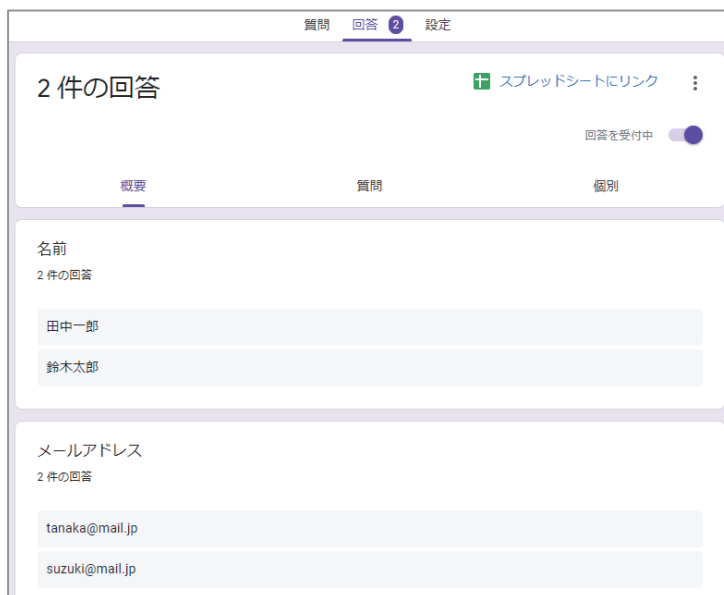 質問 回答 2 設定
2 件の回答
スプレッドシートにリンク
回答を受付中
概要 質問 個別
名前
2 件の回答
田中一郎
鈴木太郎
メールアドレス
2 件の回答
tanaka@mail.jp
suzuki@mail.jp